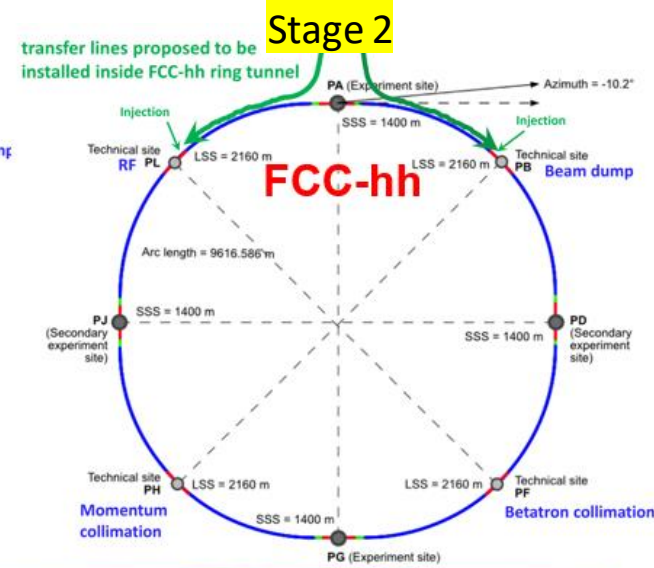 Stage 2
transfer lines proposed to be
installed inside FCC-hh ring tunnel
PA (Experiment site)
Azimuth = -10.2°
Injection
SSS = 1400 m
Injection
Technical site
PL
RF
LSS = 2160 m
FCC-hh
LSS = 2160 m
Technical site
PB
Beam dump
Arc length = 9616.586 m
PJ
(Secondary
experiment
site)
SSS = 1400 m
SSS = 1400 m
PD
(Secondary
experiment
site)
Technical site
PH
LSS = 2160 m
Momentum
collimation
LSS = 2160 m
Technical site
PF
Betatron collimation
SSS = 1400 m
PG (Experiment site)